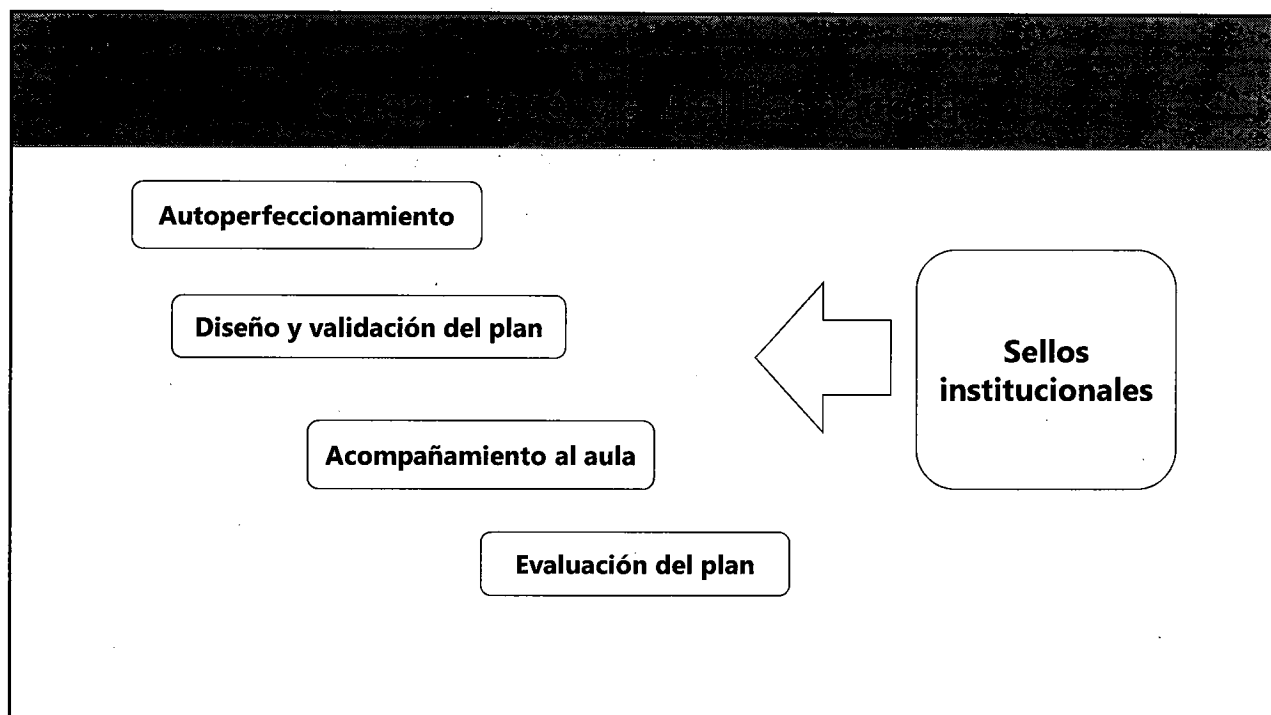 Autoperfeccionamiento
Diseño y validación del plan
Sellos
institucionales
Acompañamiento al aula
Evaluación del plan